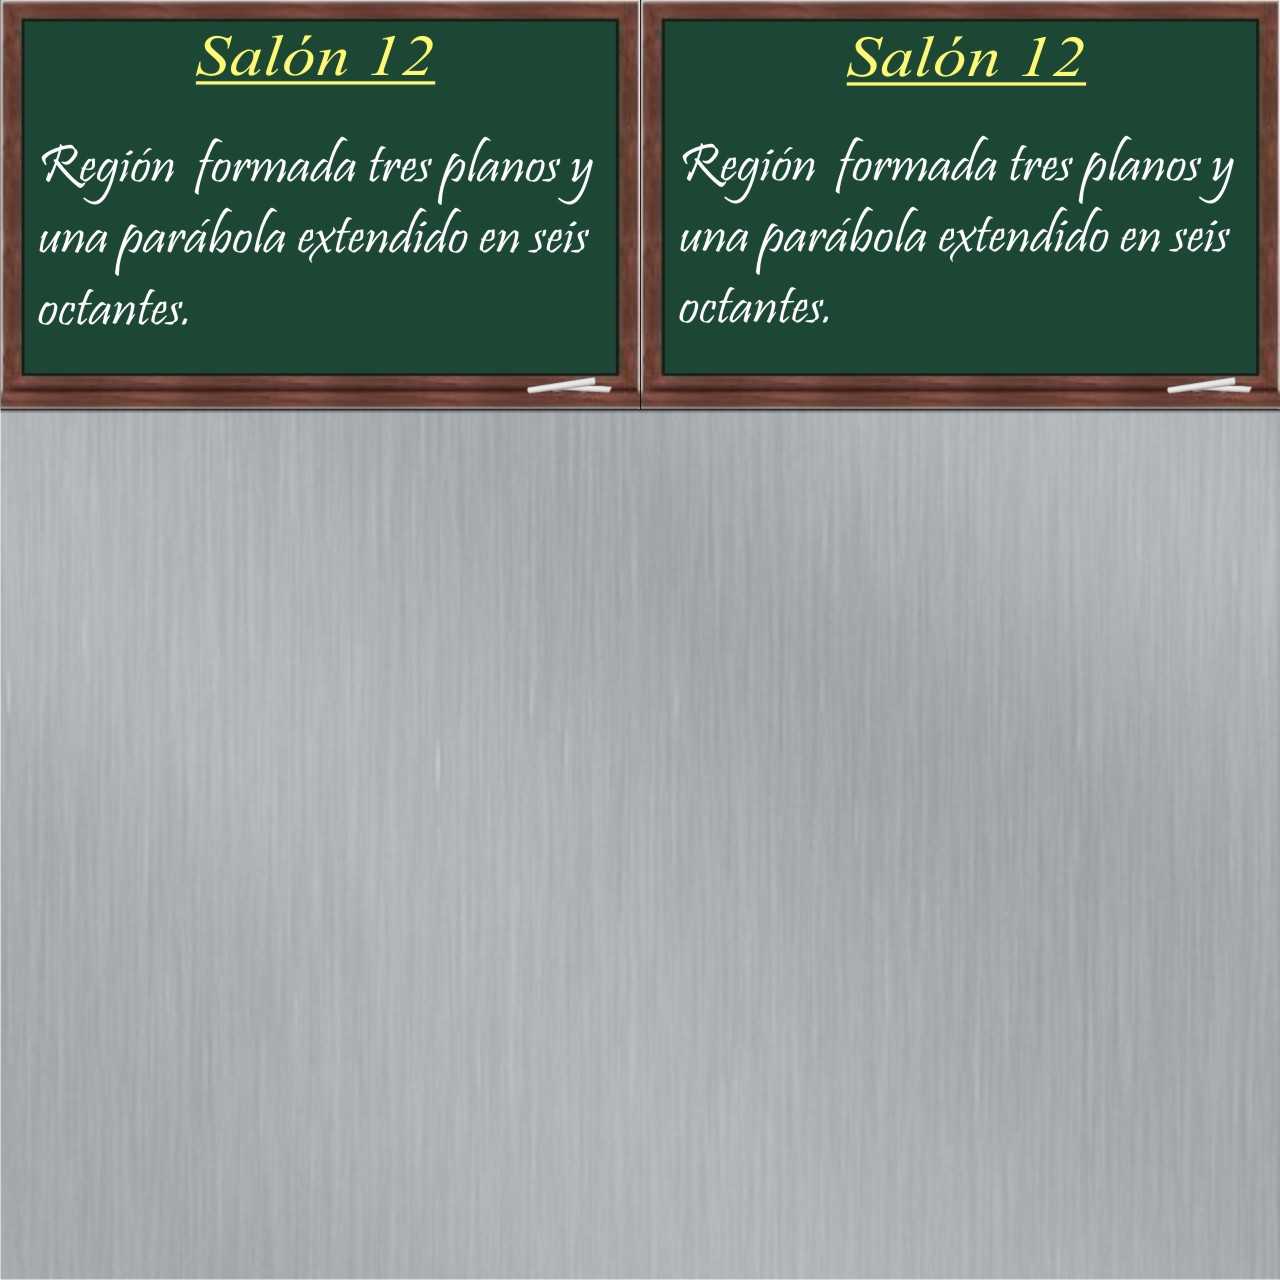 Salón 12
Región formada tres planos y
una parábola extendido en seis
octantes.
Salón 12
Región formada tres planos y
una parábola extendido en seis
octantes.